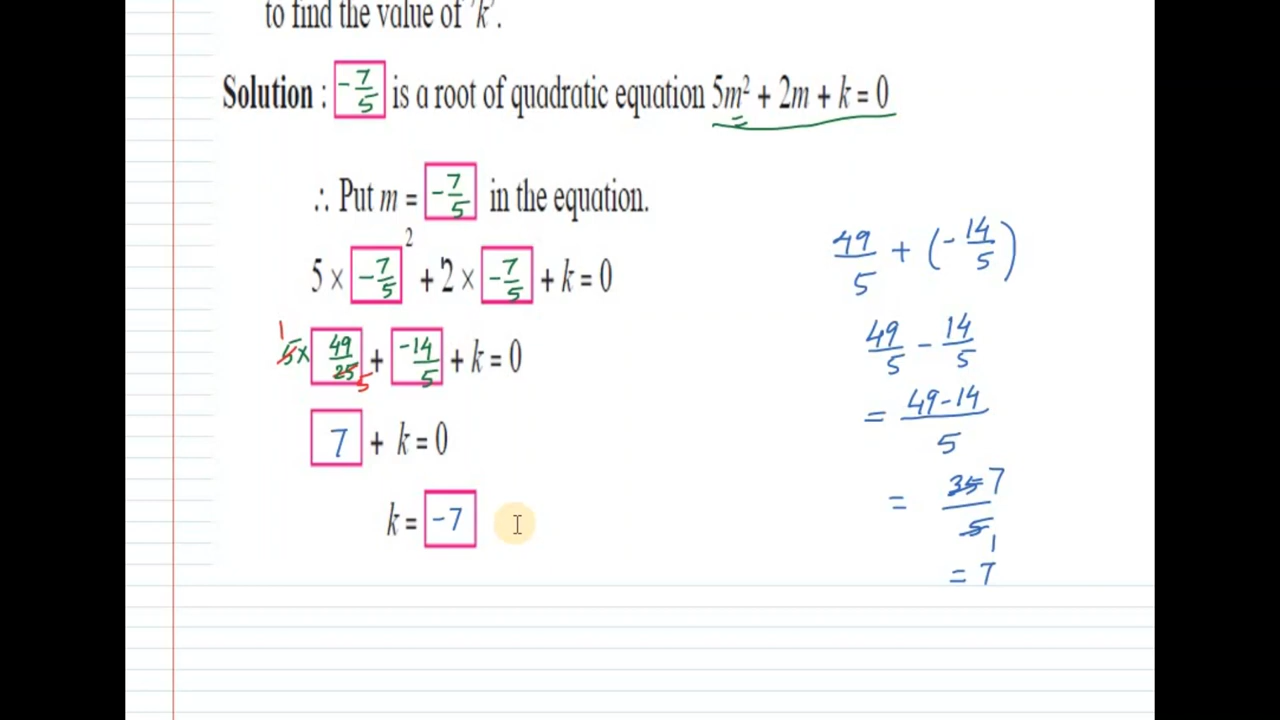 to find the value of 'k'.
Solution : -7/5 is a root of quadratic equation 5m² + 2m + k = 0
∴ Put m = -7/5 in the equation.
5 × -7/5 ² + 2 × -7/5 + k = 0
1
5× 49/25 5 + -14/5 + k = 0
7 + k = 0
k = -7
49/5 + (-14/5)
49/5 - 14/5
= 49-14/5
= 35 7/5 1
= 7